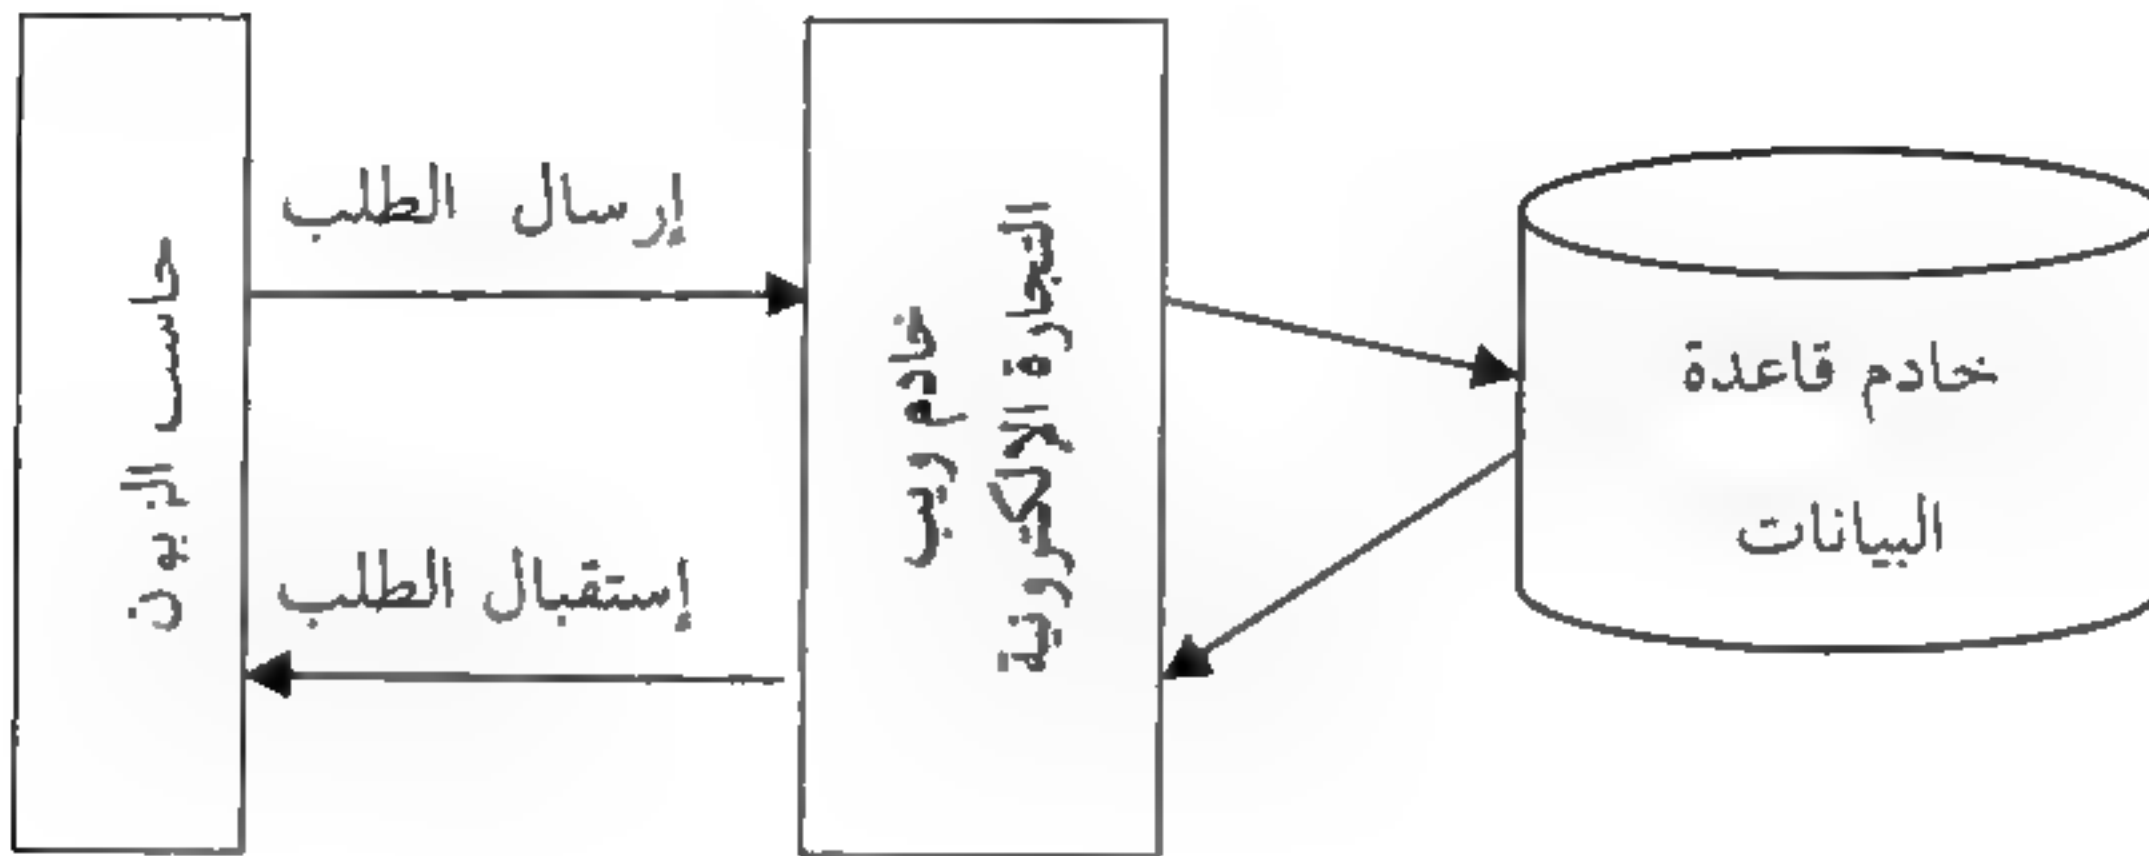 حاسب الزبون
إرسال الطلب
إستقبال الطلب
خادم ويب
التجارة الإلكترونية
خادم قاعدة
البيانات